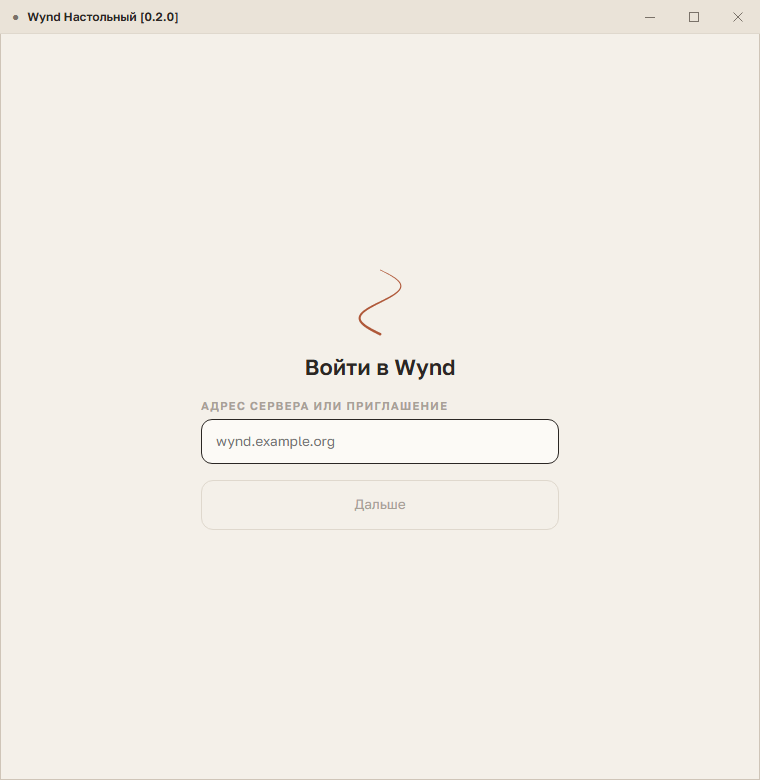 Wynd Настольный [0.2.0]
Войти в Wynd
АДРЕС СЕРВЕРА ИЛИ ПРИГЛАШЕНИЕ
wynd.example.org
Дальше